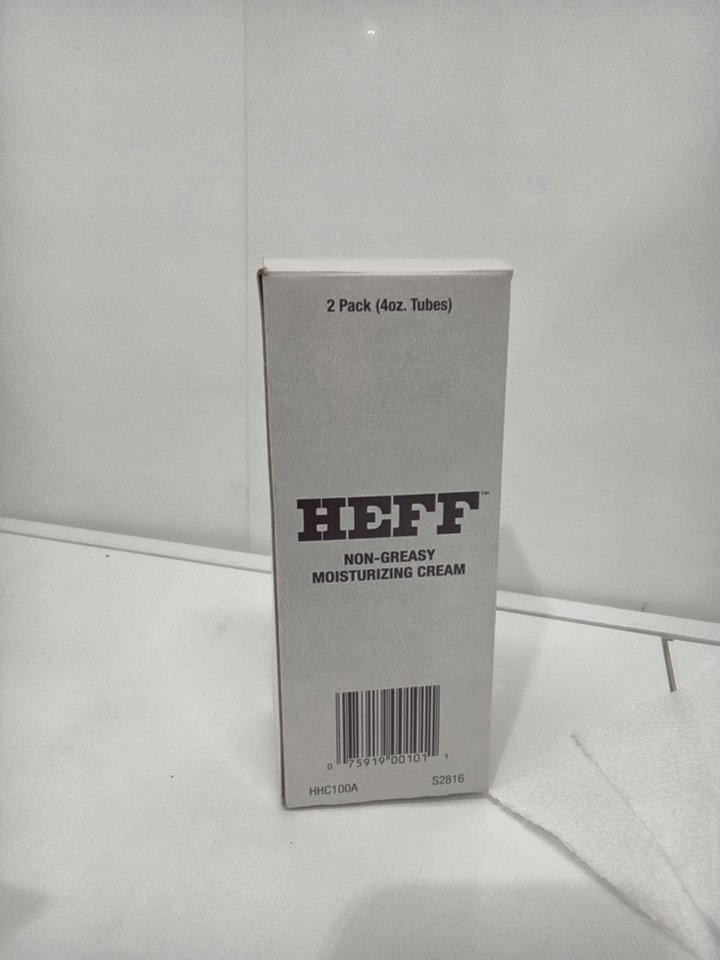 2 Pack (4oz. Tubes)
HEFF™
NON-GREASY
MOISTURIZING CREAM
0 75919 00101 1
HHC100A S2816